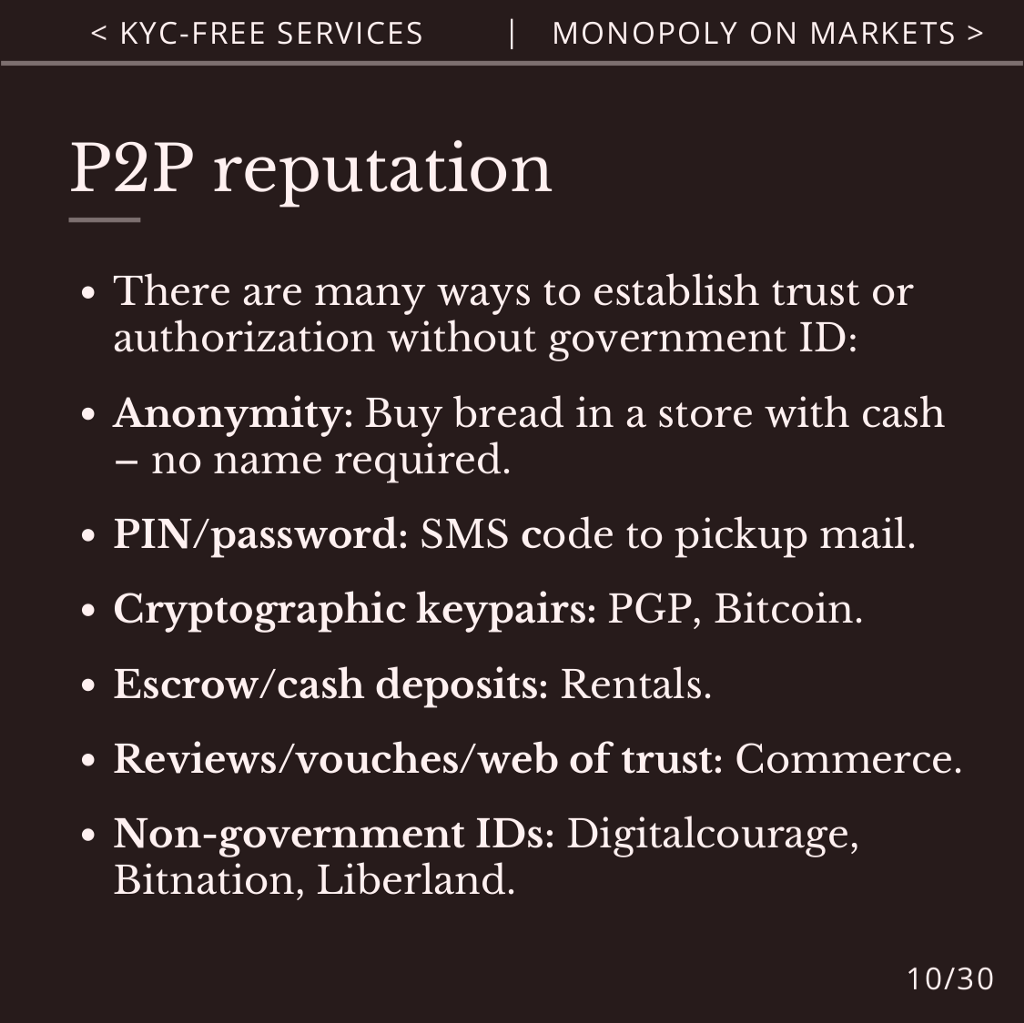 < KYC-FREE SERVICES | MONOPOLY ON MARKETS >
P2P reputation
• There are many ways to establish trust or
authorization without government ID:
• Anonymity: Buy bread in a store with cash
– no name required.
• PIN/password: SMS code to pickup mail.
• Cryptographic keypairs: PGP, Bitcoin.
• Escrow/cash deposits: Rentals.
• Reviews/vouches/web of trust: Commerce.
• Non-government IDs: Digitalcourage,
Bitnation, Liberland.
10/30